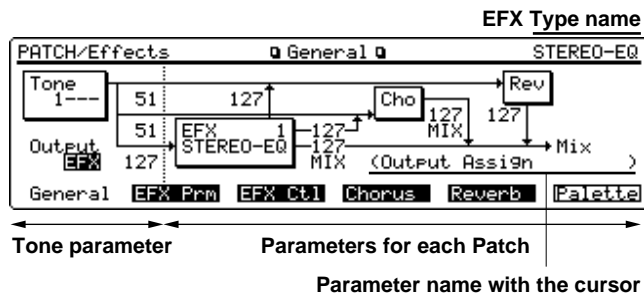 EFX Type name
PATCH/Effects General STEREO-EQ
Tone
1---
51
127
Cho
Rev
127
MIX
127
51
EFX 1
STEREO-EQ
127
127
MIX
Mix
Output
EFX
127
(Output Assign )
General EFX Prm EFX Ctl Chorus Reverb Palette
Tone parameter Parameters for each Patch
Parameter name with the cursor